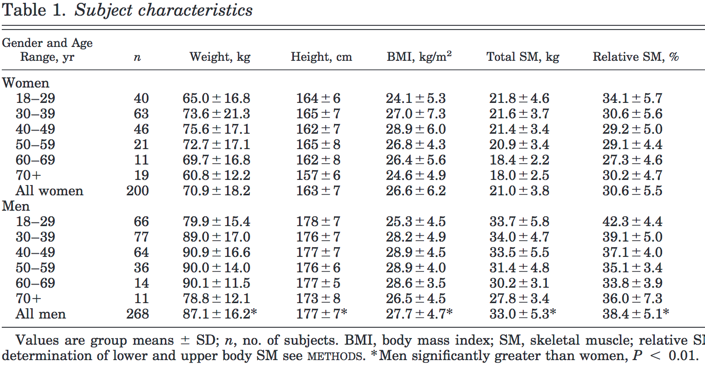 Table 1. Subject characteristics
Gender and Age
Range, yr n Weight, kg Height, cm BMI, kg/m² Total SM, kg Relative SM, %
Women
18–29 40 65.0±16.8 164±6 24.1±5.3 21.8±4.6 34.1±5.7
30–39 63 73.6±21.3 165±7 27.0±7.3 21.6±3.7 30.6±5.6
40–49 46 75.6±17.1 162±7 28.9±6.0 21.4±3.4 29.2±5.0
50–59 21 72.7±17.1 165±8 26.8±4.3 20.9±3.4 29.1±4.4
60–69 11 69.7±16.8 162±8 26.4±5.6 18.4±2.2 27.3±4.6
70+ 19 60.8±12.2 157±6 24.6±4.9 18.0±2.5 30.2±4.7
All women 200 70.9±18.2 163±7 26.6±6.2 21.0±3.8 30.6±5.5
Men
18–29 66 79.9±15.4 178±7 25.3±4.5 33.7±5.8 42.3±4.4
30–39 77 89.0±17.0 176±7 28.2±4.9 34.0±4.7 39.1±5.0
40–49 64 90.9±16.6 177±7 28.9±4.5 33.5±5.5 37.1±4.0
50–59 36 90.0±14.0 176±6 28.9±4.0 31.4±4.8 35.1±3.4
60–69 14 90.1±11.5 177±5 28.6±3.5 30.2±3.1 33.8±3.9
70+ 11 78.8±12.1 173±8 26.5±4.5 27.8±3.4 36.0±7.3
All men 268 87.1±16.2* 177±7* 27.7±4.7* 33.0±5.3* 38.4±5.1*
Values are group means ± SD; n, no. of subjects. BMI, body mass index; SM, skeletal muscle; relative S
determination of lower and upper body SM see METHODS. *Men significantly greater than women, P < 0.01.